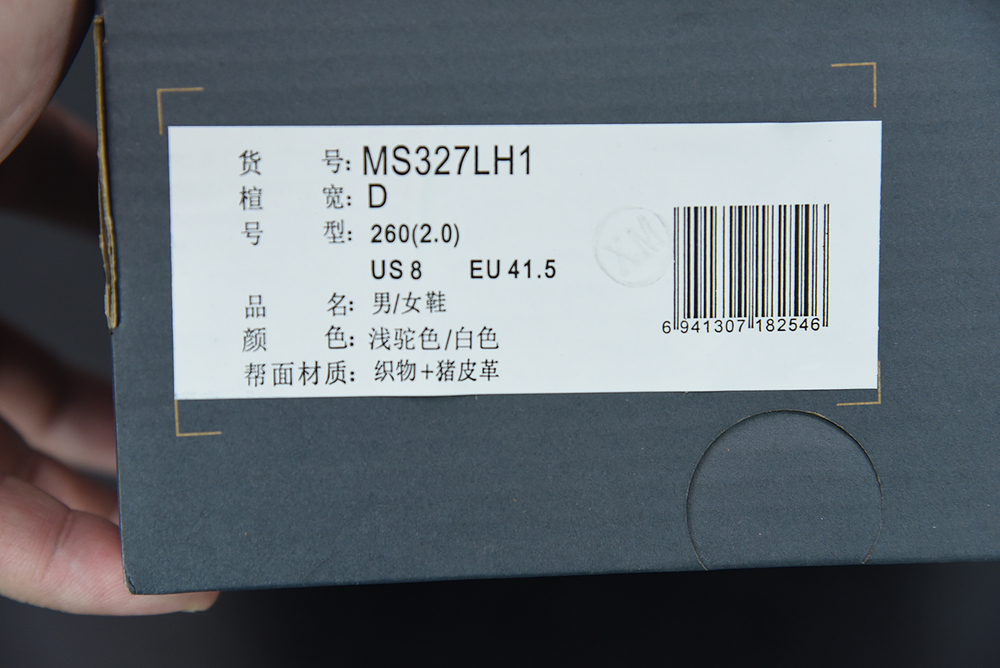 货 号: MS327LH1
楦 宽: D
号 型: 260(2.0)
US 8 EU 41.5
品 名: 男/女鞋
颜 色: 浅驼色/白色
帮面材质: 织物+猪皮革
6 941307 182546